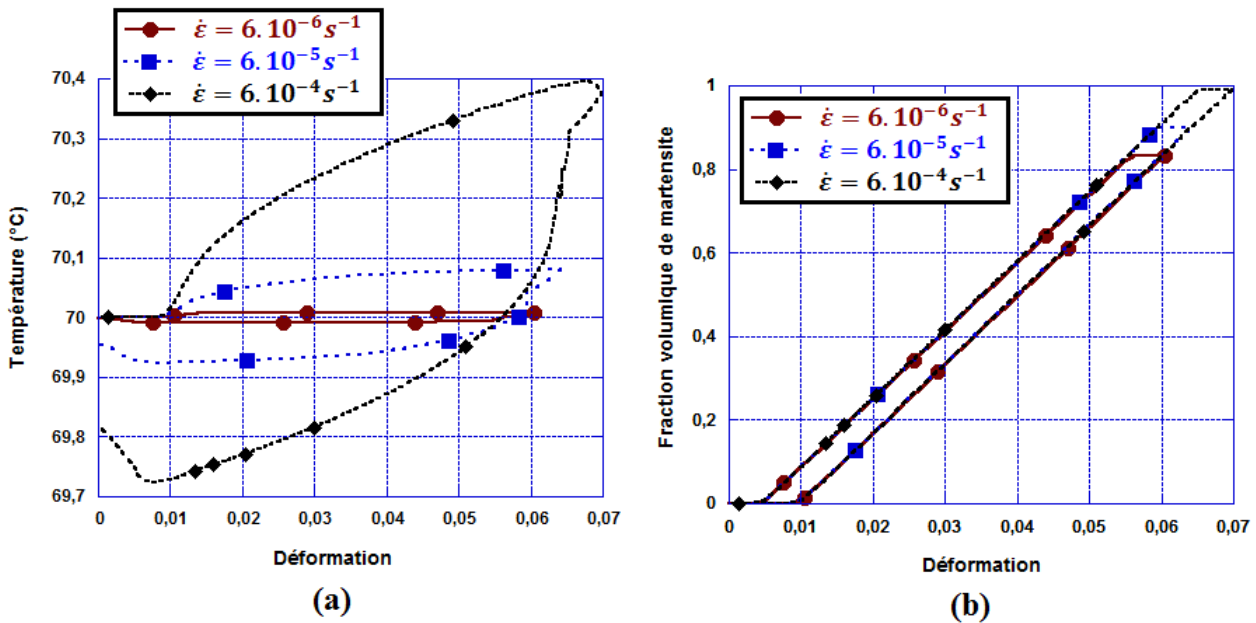 ε̇ = 6. 10⁻⁶s⁻¹
ε̇ = 6. 10⁻⁵s⁻¹
ε̇ = 6. 10⁻⁴s⁻¹
70,4
70,3
70,2
70,1
70
69,9
69,8
69,7
Température (°C)
0 0,01 0,02 0,03 0,04 0,05 0,06 0,07
Déformation
(a)
ε̇ = 6. 10⁻⁶s⁻¹
ε̇ = 6. 10⁻⁵s⁻¹
ε̇ = 6. 10⁻⁴s⁻¹
1
0,8
0,6
0,4
0,2
0
Fraction volumique de martensite
0 0,01 0,02 0,03 0,04 0,05 0,06 0,07
Déformation
(b)